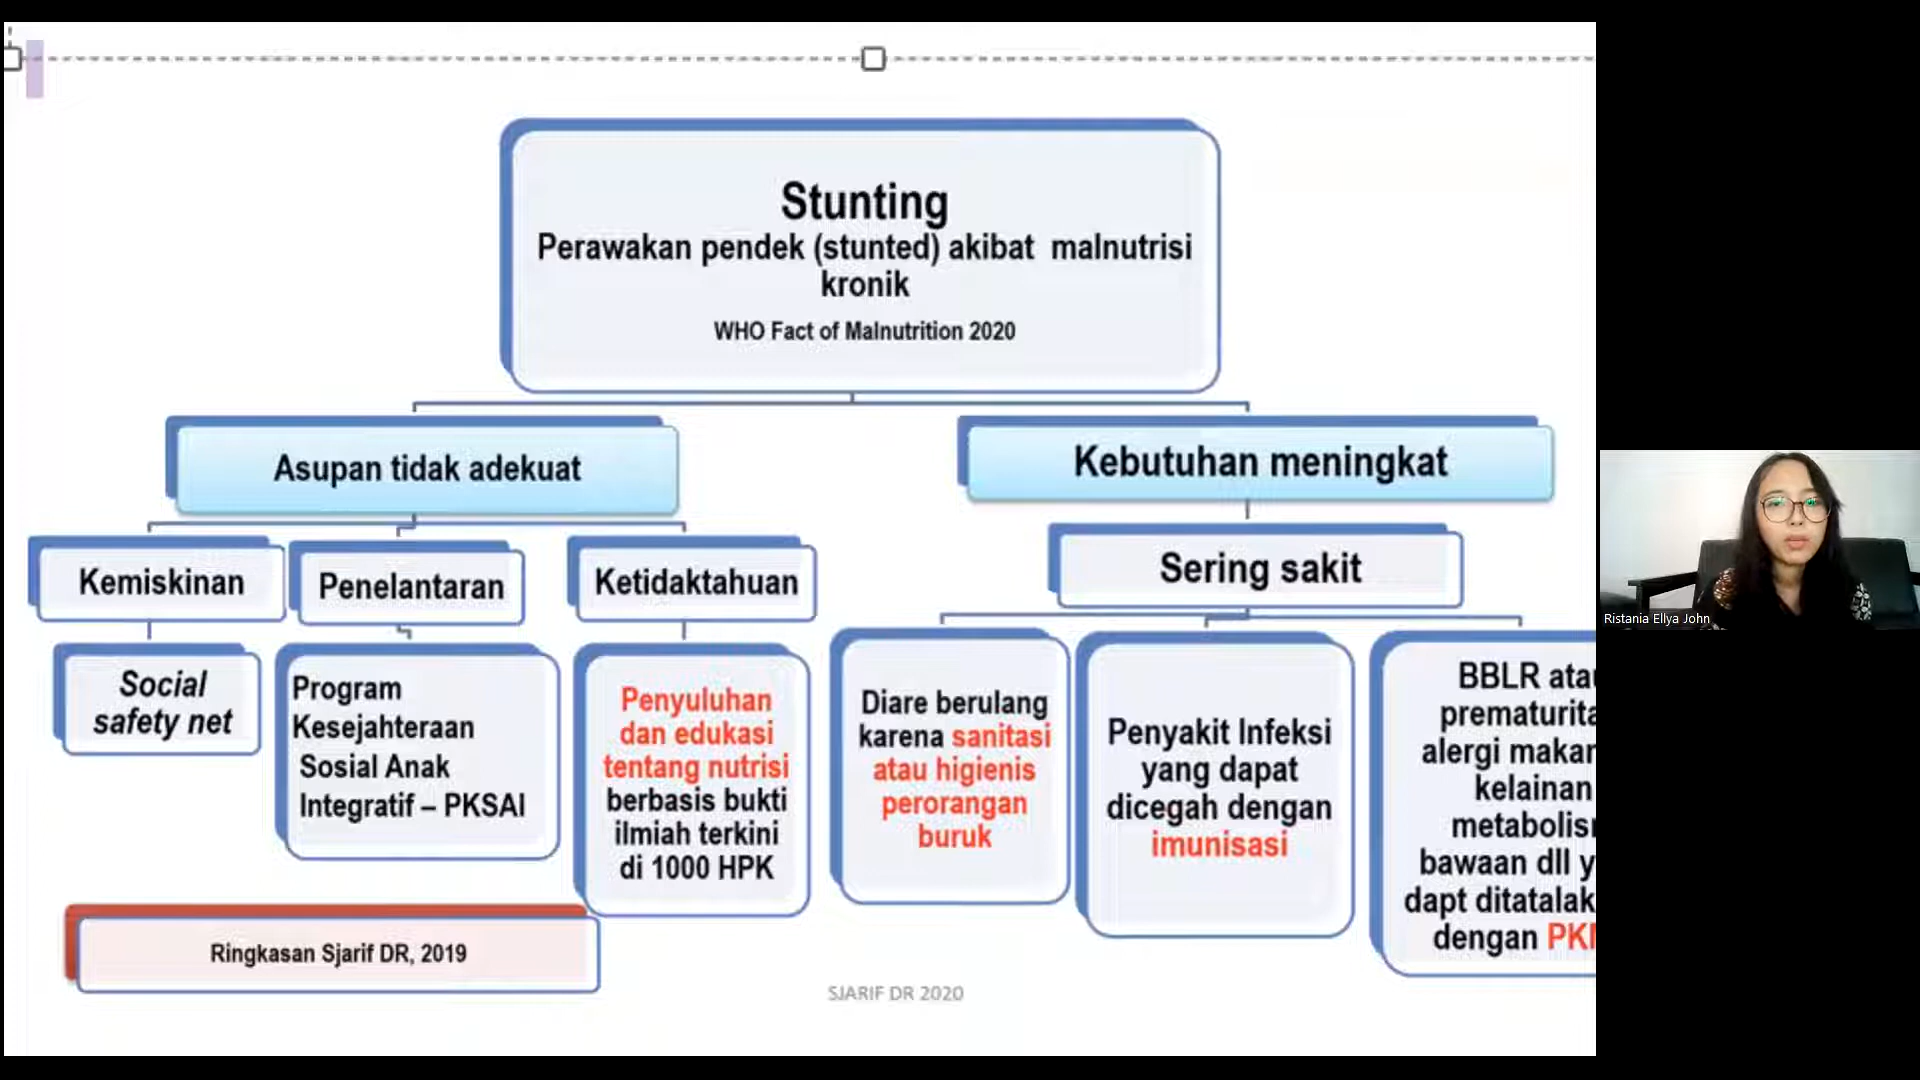 Stunting
Perawakan pendek (stunted) akibat malnutrisi
kronik
WHO Fact of Malnutrition 2020
Asupan tidak adekuat
Kebutuhan meningkat
Kemiskinan
Penelantaran
Ketidaktahuan
Sering sakit
Social
safety net
Program
Kesejahteraan
Sosial Anak
Integratif – PKSAI
Penyuluhan
dan edukasi
tentang nutrisi
berbasis bukti
ilmiah terkini
di 1000 HPK
Diare berulang
karena sanitasi
atau higienis
perorangan
buruk
Penyakit Infeksi
yang dapat
dicegah dengan
imunisasi
BBLR
kelainan
bawaan dll
dapt
dengan
Ringkasan Sjarif DR, 2019
SJARIF DR 2020
Ristania Ellya John